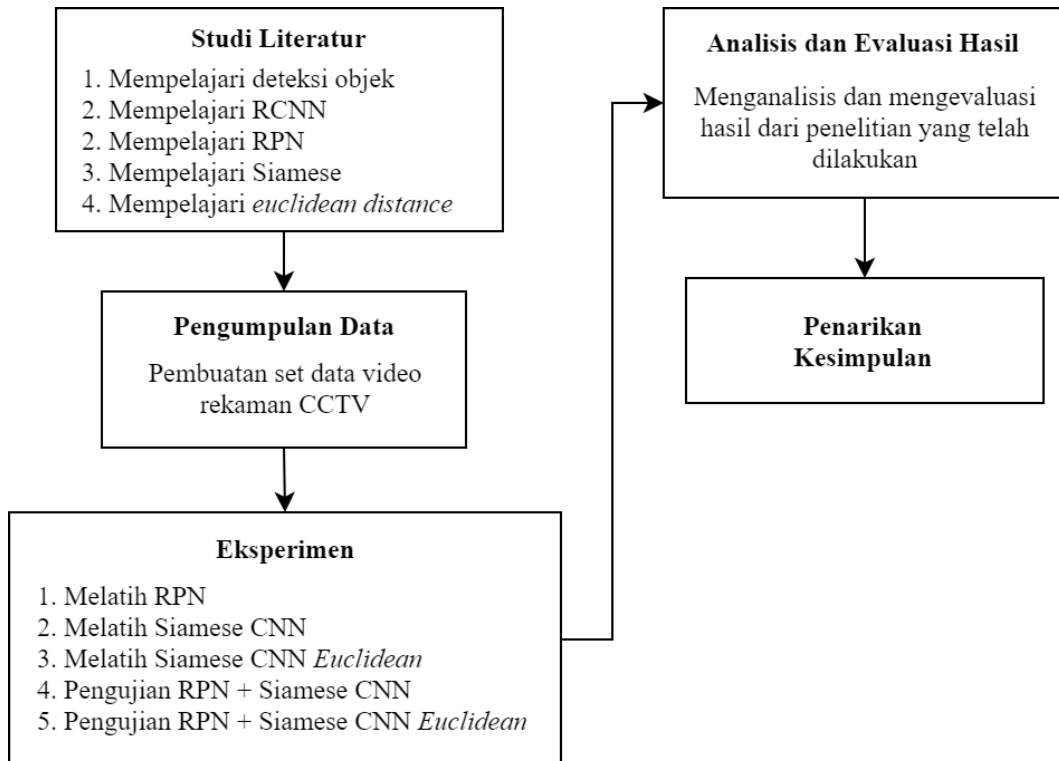 Studi Literatur
1. Mempelajari deteksi objek
2. Mempelajari RCNN
2. Mempelajari RPN
3. Mempelajari Siamese
4. Mempelajari euclidean distance
Pengumpulan Data
Pembuatan set data video
rekaman CCTV
Eksperimen
1. Melatih RPN
2. Melatih Siamese CNN
3. Melatih Siamese CNN Euclidean
4. Pengujian RPN + Siamese CNN
5. Pengujian RPN + Siamese CNN Euclidean
Analisis dan Evaluasi Hasil
Menganalisis dan mengevaluasi
hasil dari penelitian yang telah
dilakukan
Penarikan
Kesimpulan